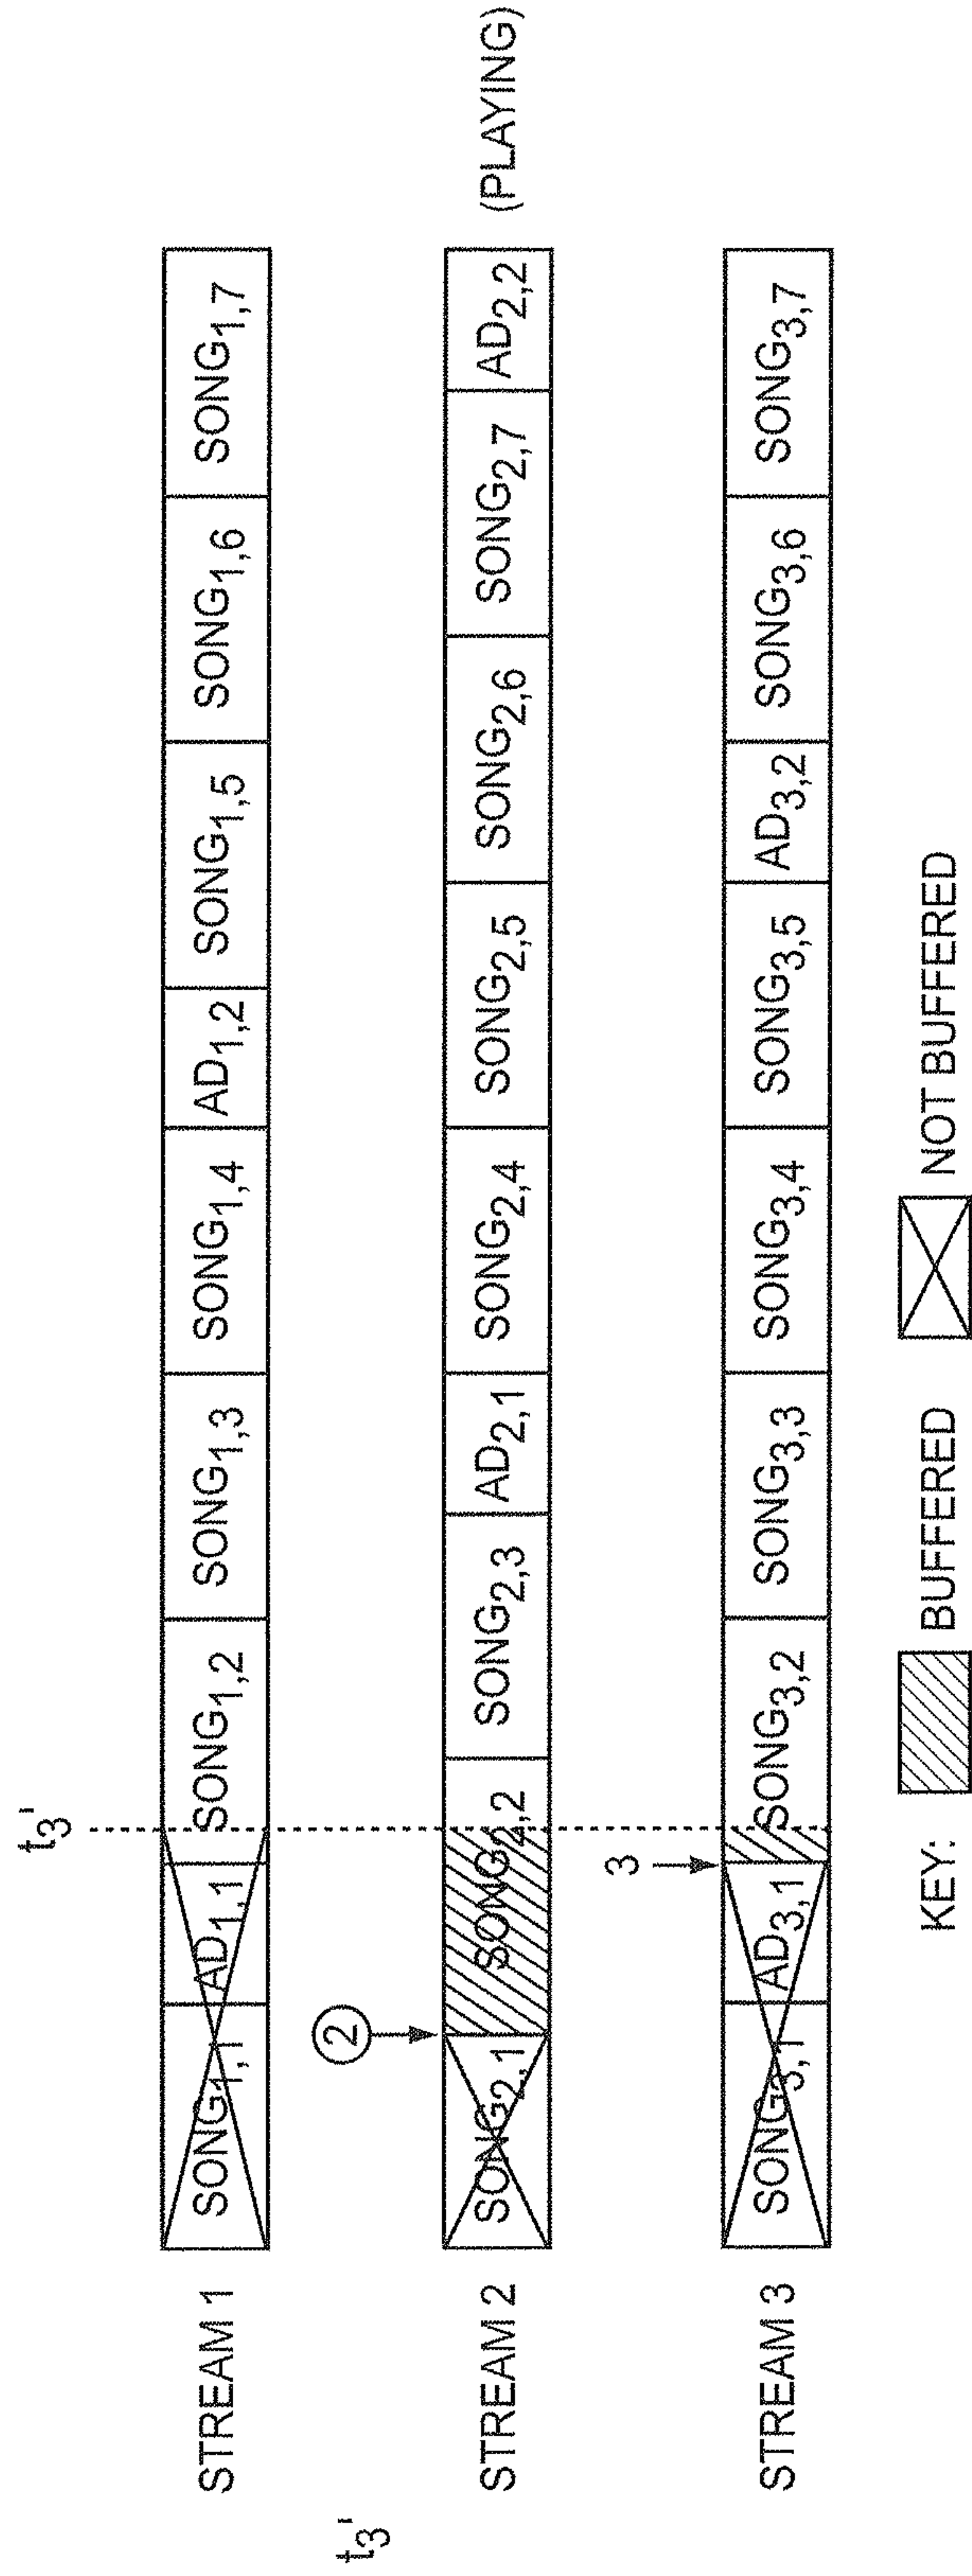 t3'
t3'
STREAM 1
SONG1,1
AD1,1
SONG1,2
SONG1,3
SONG1,4
AD1,2
SONG1,5
SONG1,6
SONG1,7
2
STREAM 2
SONG2,1
SONG2,2
SONG2,3
AD2,1
SONG2,4
SONG2,5
SONG2,6
SONG2,7
AD2,2
(PLAYING)
3
STREAM 3
SONG3,1
AD3,1
SONG3,2
SONG3,3
SONG3,4
SONG3,5
AD3,2
SONG3,6
SONG3,7
KEY:
BUFFERED
NOT BUFFERED